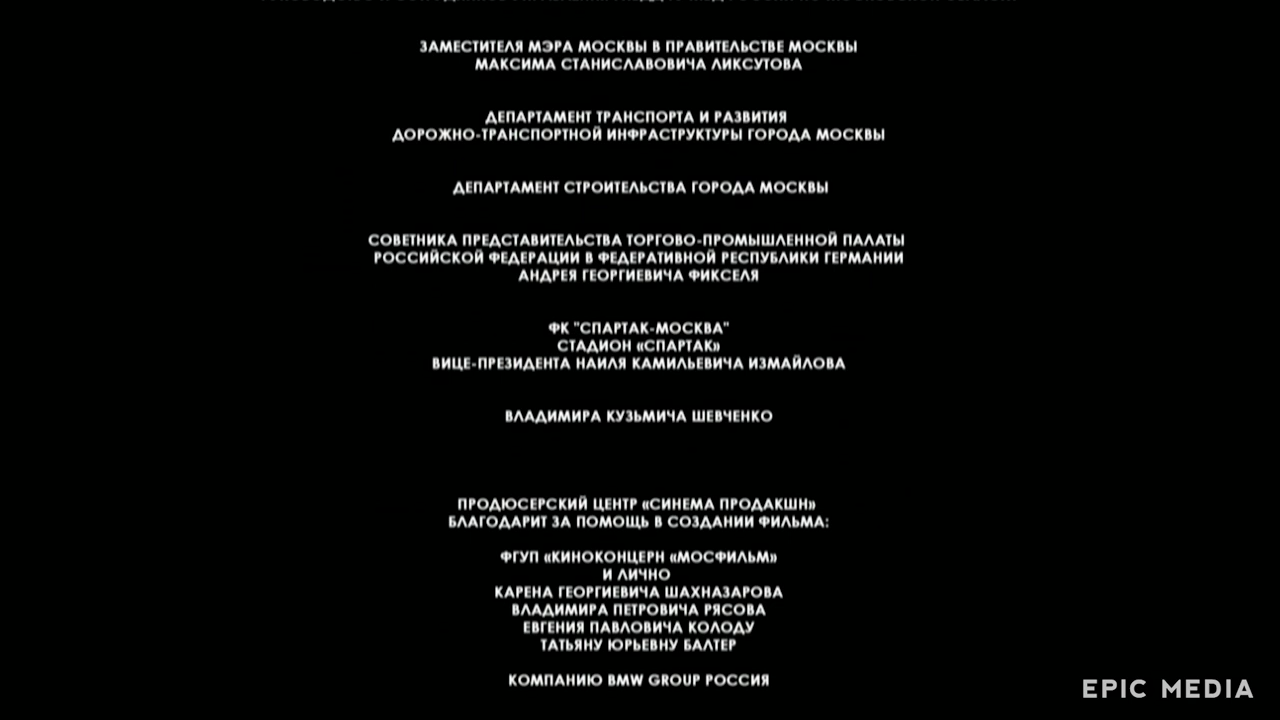 ЗАМЕСТИТЕЛЯ МЭРА МОСКВЫ В ПРАВИТЕЛЬСТВЕ МОСКВЫ
МАКСИМА СТАНИСЛАВОВИЧА ЛИКСУТОВА
ДЕПАРТАМЕНТ ТРАНСПОРТА И РАЗВИТИЯ
ДОРОЖНО-ТРАНСПОРТНОЙ ИНФРАСТРУКТУРЫ ГОРОДА МОСКВЫ
ДЕПАРТАМЕНТ СТРОИТЕЛЬСТВА ГОРОДА МОСКВЫ
СОВЕТНИКА ПРЕДСТАВИТЕЛЬСТВА ТОРГОВО-ПРОМЫШЛЕННОЙ ПАЛАТЫ
РОССИЙСКОЙ ФЕДЕРАЦИИ В ФЕДЕРАТИВНОЙ РЕСПУБЛИКИ ГЕРМАНИИ
АНДРЕЯ ГЕОРГИЕВИЧА ФИКСЕЛЯ
ФК "СПАРТАК-МОСКВА"
СТАДИОН «СПАРТАК»
ВИЦЕ-ПРЕЗИДЕНТА НАИЛЯ КАМИЛЬЕВИЧА ИЗМАЙЛОВА
ВЛАДИМИРА КУЗЬМИЧА ШЕВЧЕНКО
ПРОДЮСЕРСКИЙ ЦЕНТР «СИНЕМА ПРОДАКШН»
БЛАГОДАРИТ ЗА ПОМОЩЬ В СОЗДАНИИ ФИЛЬМА:
ФГУП «КИНОКОНЦЕРН «МОСФИЛЬМ»
И ЛИЧНО
КАРЕНА ГЕОРГИЕВИЧА ШАХНАЗАРОВА
ВЛАДИМИРА ПЕТРОВИЧА РЯСОВА
ЕВГЕНИЯ ПАВЛОВИЧА КОЛОДУ
ТАТЬЯНУ ЮРЬЕВНУ БАЛТЕР
КОМПАНИЮ BMW GROUP РОССИЯ
EPIC MEDIA